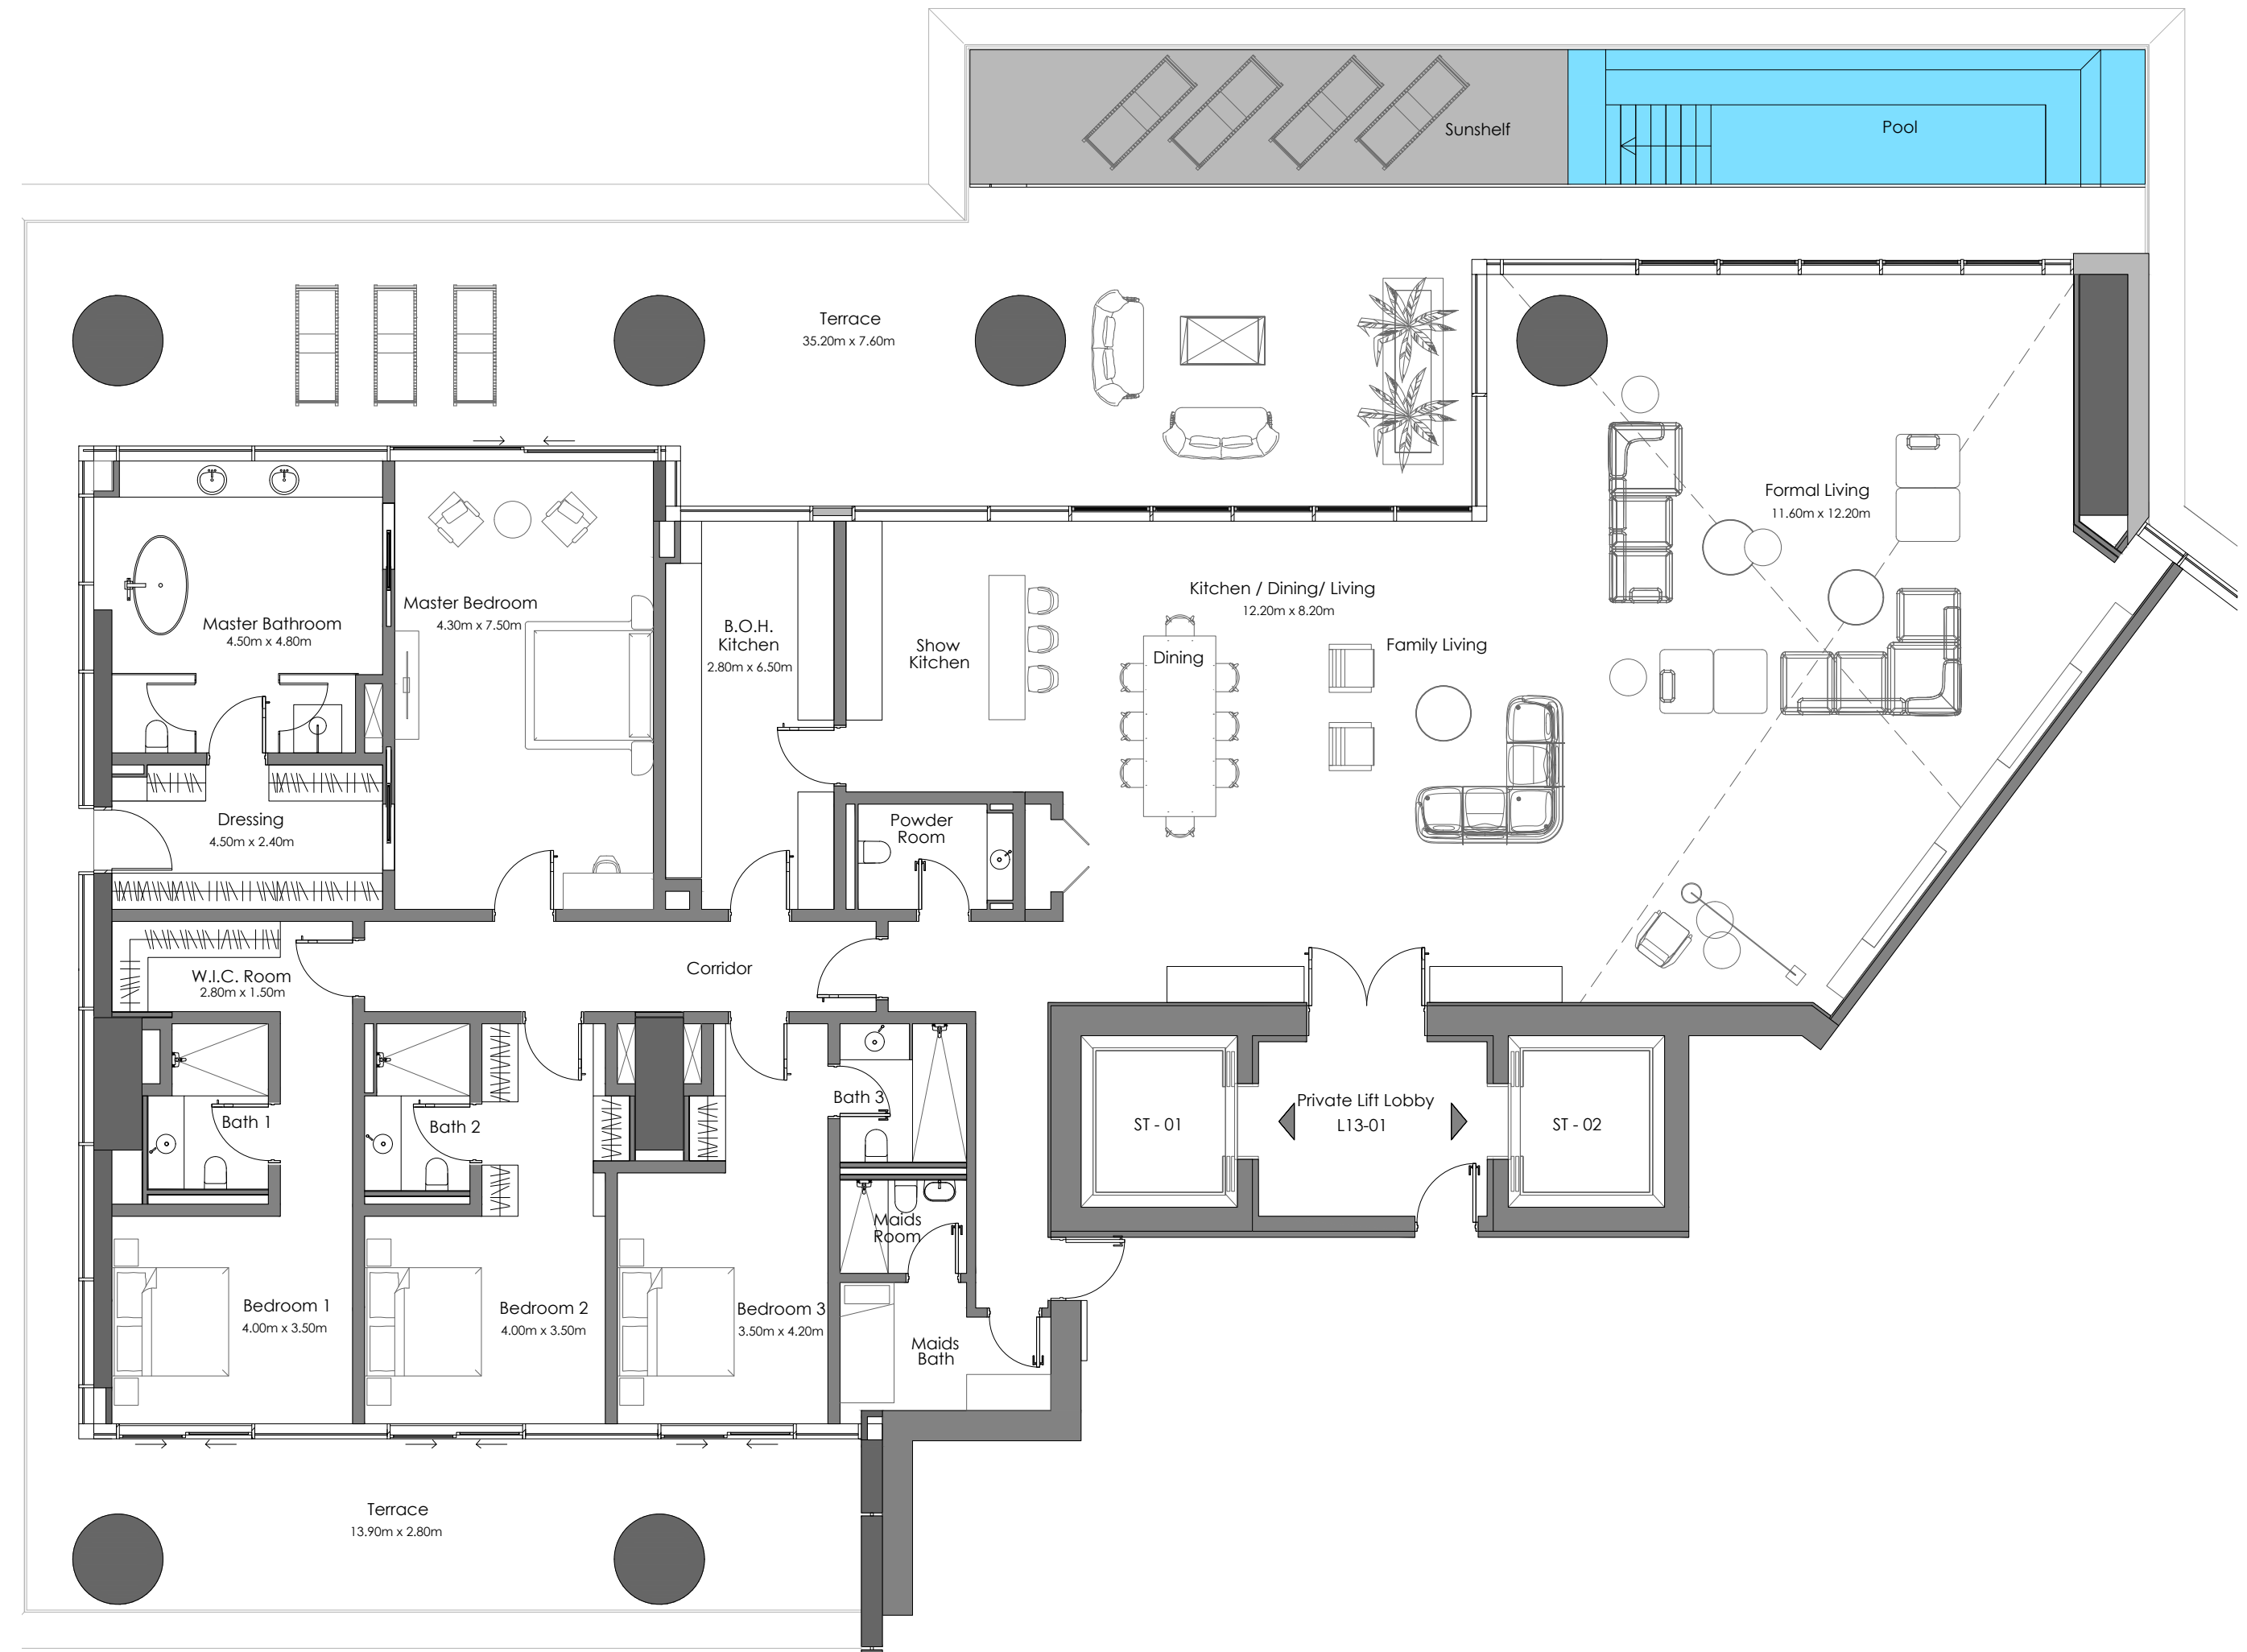 Sunshelf
Pool
Terrace
35.20m x 7.60m
Formal Living
11.60m x 12.20m
Kitchen / Dining/ Living
12.20m x 8.20m
Master Bedroom
4.30m x 7.50m
Master Bathroom
4.50m x 4.80m
B.O.H.
Kitchen
2.80m x 6.50m
Show
Kitchen
Dining
Family Living
Dressing
4.50m x 2.40m
Powder
Room
W.I.C. Room
2.80m x 1.50m
Corridor
Bath 1
Bath 2
Bath 3
ST - 01
Private Lift Lobby
L13-01
ST - 02
Maids
Room
Bedroom 1
4.00m x 3.50m
Bedroom 2
4.00m x 3.50m
Bedroom 3
3.50m x 4.20m
Maids
Bath
Terrace
13.90m x 2.80m